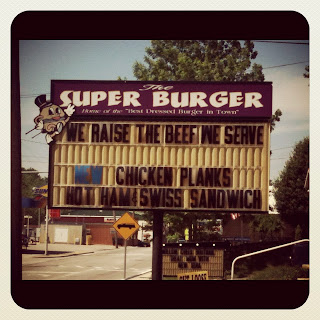 The
SUPER BURGER
Home of the "Best Dressed Burger in Town"
WE RAISE THE BEEF WE SERVE
CHICKEN PLANKS
HOT HAM & SWISS SANDWICH